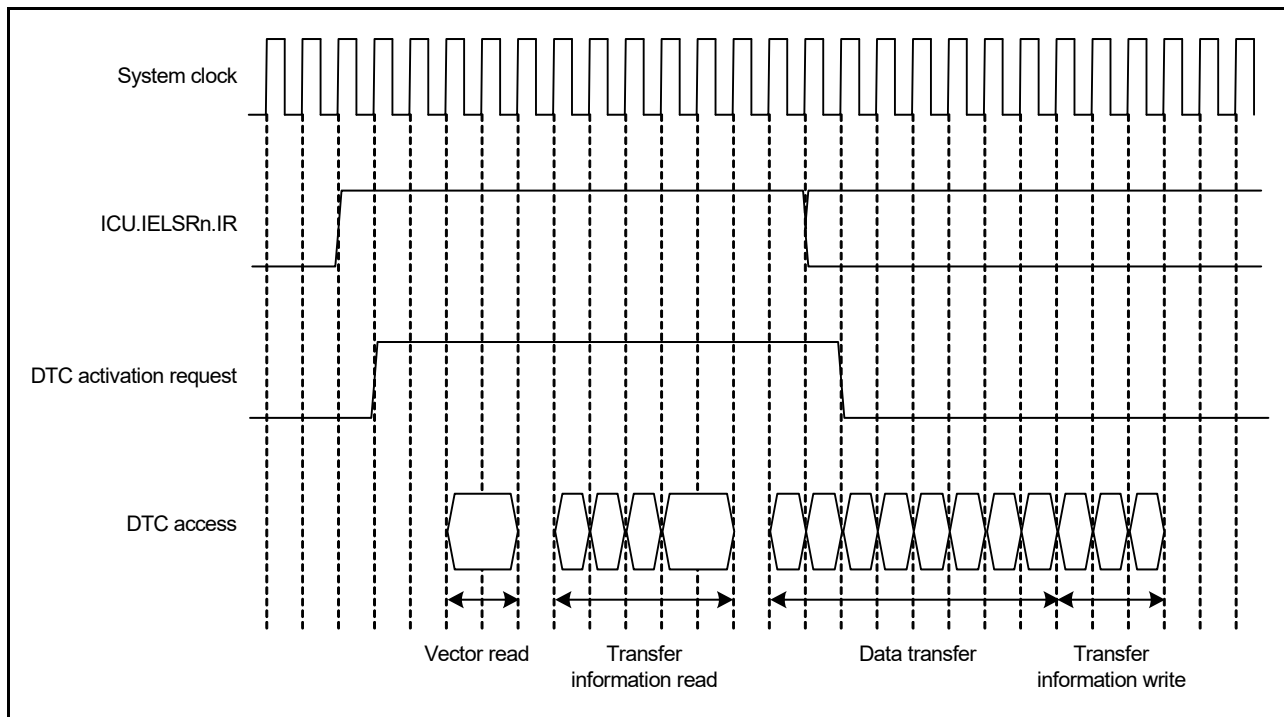 System clock
ICU.IELSRn.IR
DTC activation request
DTC access
Vector read
Transfer
information read
Data transfer
Transfer
information write